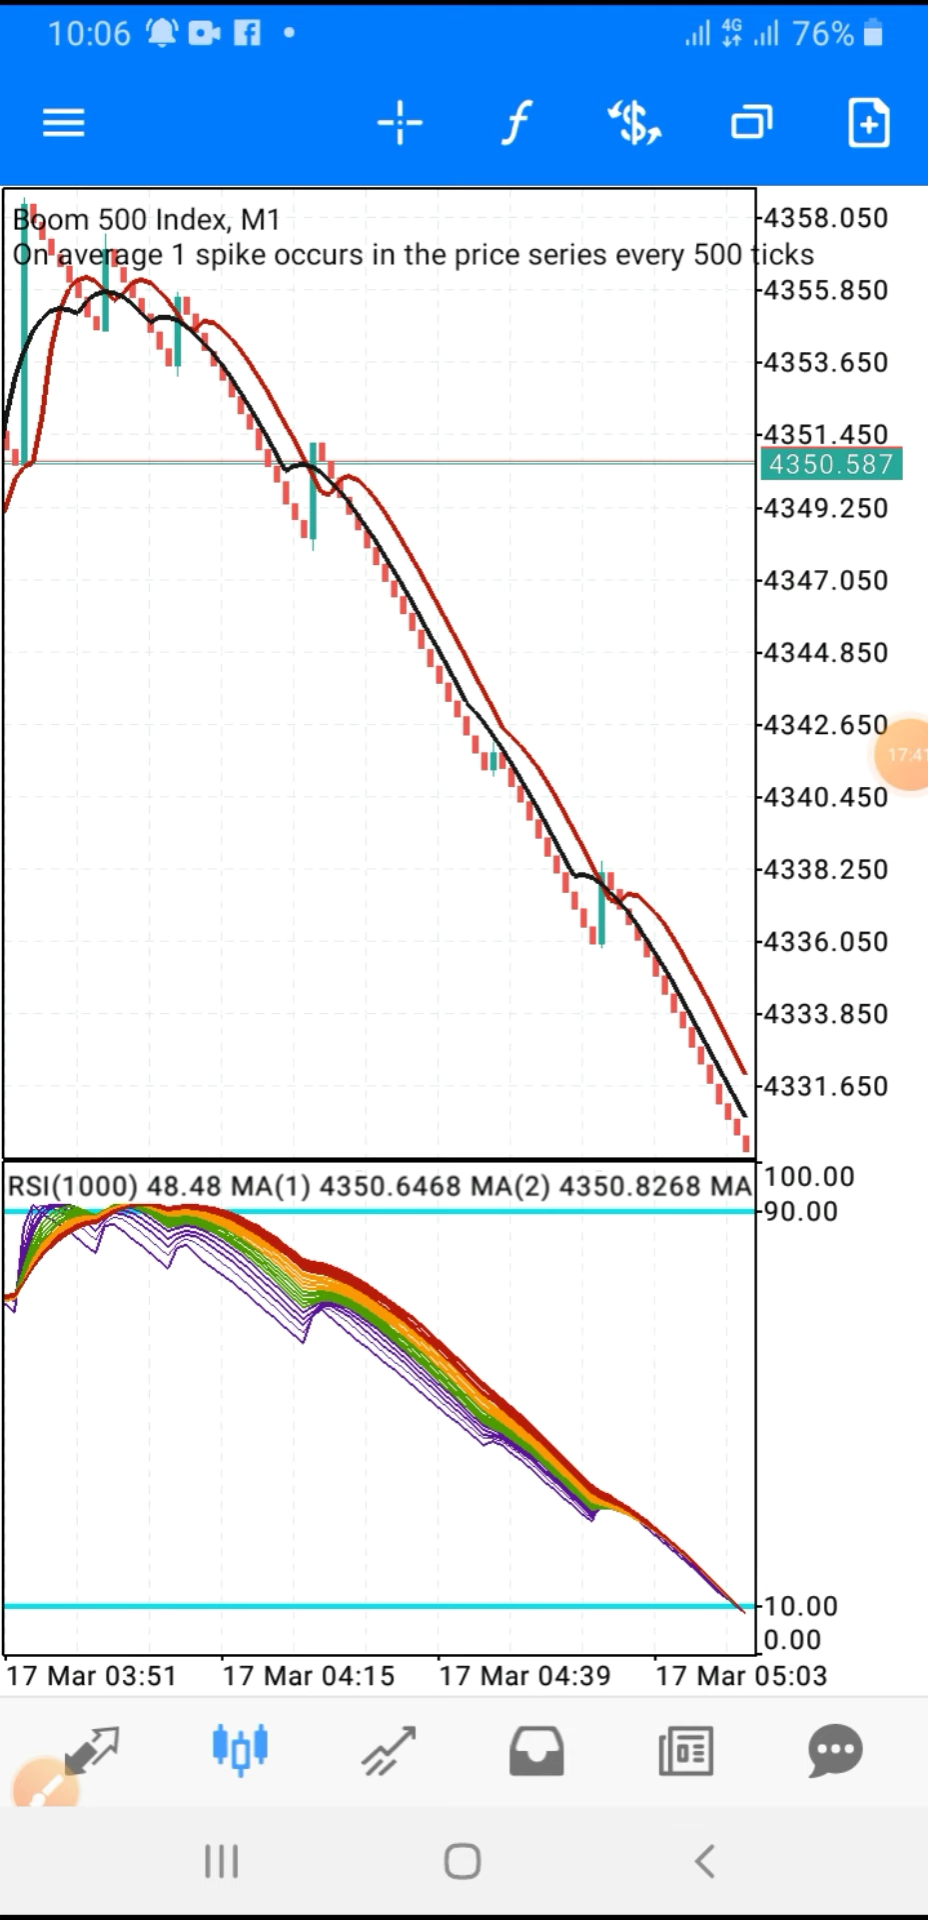 10:06
4G
76%
Boom 500 Index, M1
On average 1 spike occurs in the price series every 500 ticks
4358.050
4355.850
4353.650
4351.450
4350.587
4349.250
4347.050
4344.850
4342.650
17:41
4340.450
4338.250
4336.050
4333.850
4331.650
RSI(1000) 48.48 MA(1) 4350.6468 MA(2) 4350.8268 MA
100.00
90.00
10.00
0.00
17 Mar 03:51
17 Mar 04:15
17 Mar 04:39
17 Mar 05:03